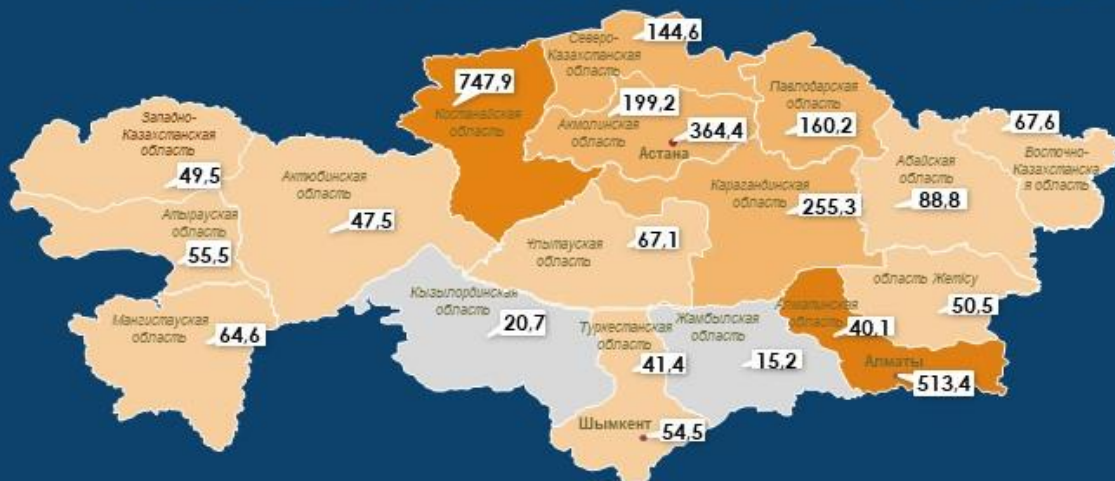 144,6
Северо-
Казахстанская
область
747,9
Костанайская
область
199,2
Акмолинская
область
364,4
Астана
Павлодарская
область
160,2
67,6
Восточно-
Казахстанска
я область
Абайская
область
88,8
Западно-
Казахстанская
область
49,5
Актюбинская
область
47,5
Карагандинская
область
255,3
Атырауская
область
55,5
Ұлытауская
область
67,1
область Жетісу
50,5
Мангистауская
область
64,6
Кызылординская
область
20,7
Туркестанская
область
41,4
Жамбылская
область
15,2
Алматинская
область
40,1
Алматы
513,4
Шымкент
54,5